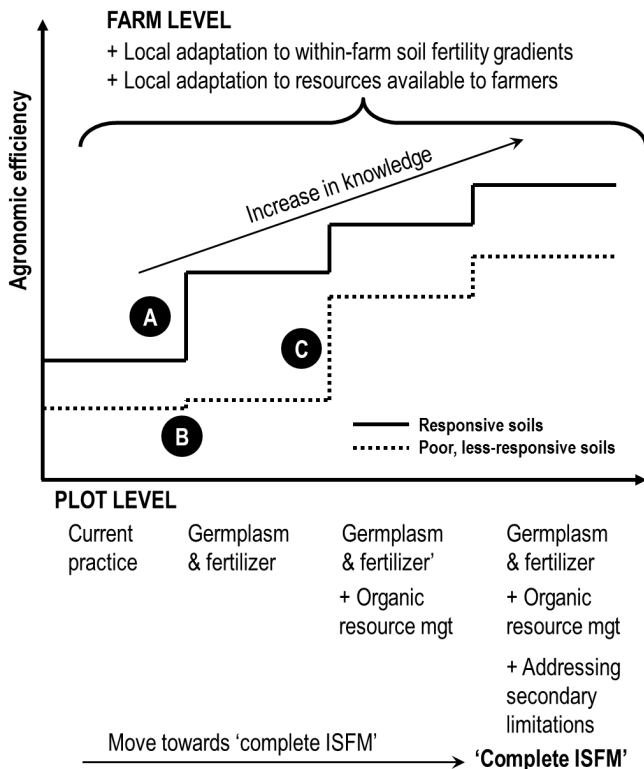 FARM LEVEL
+ Local adaptation to within-farm soil fertility gradients
+ Local adaptation to resources available to farmers
Agronomic efficiency
Increase in knowledge
A
C
B
Responsive soils
Poor, less-responsive soils
PLOT LEVEL
Current
practice
Germplasm
& fertilizer
Germplasm
& fertilizer’
+ Organic
resource mgt
Germplasm
& fertilizer
+ Organic
resource mgt
+ Addressing
secondary
limitations
Move towards ‘complete ISFM’
‘Complete ISFM’